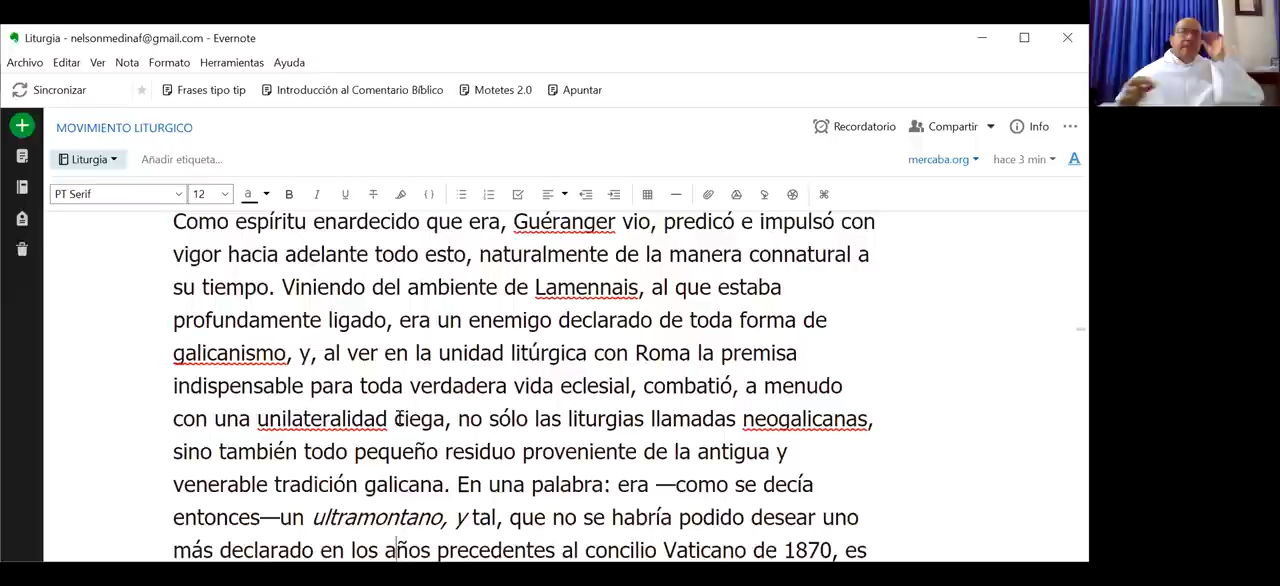 Liturgia - nelsonmedinaf@gmail.com - Evernote
Archivo Editar Ver Nota Formato Herramientas Ayuda
Sincronizar Frases tipo tip Introducción al Comentario Bíblico Motetes 2.0 Apuntar
MOVIMIENTO LITURGICO Recordatorio Compartir Info
Liturgia Añadir etiqueta... mercaba.org hace 3 min A
PT Serif 12 a B I U T
Como espíritu enardecido que era, Guéranger vio, predicó e impulsó con
vigor hacia adelante todo esto, naturalmente de la manera connatural a
su tiempo. Viniendo del ambiente de Lamennais, al que estaba
profundamente ligado, era un enemigo declarado de toda forma de
galicanismo, y, al ver en la unidad litúrgica con Roma la premisa
indispensable para toda verdadera vida eclesial, combatió, a menudo
con una unilateralidad ciega, no sólo las liturgias llamadas neogalicanas,
sino también todo pequeño residuo proveniente de la antigua y
venerable tradición galicana. En una palabra: era —como se decía
entonces—un ultramontano, y tal, que no se habría podido desear uno
más declarado en los años precedentes al concilio Vaticano de 1870, es